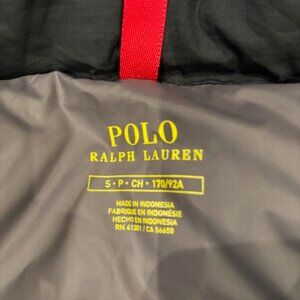 POLO
RALPH LAUREN
S • P • CH • 170/92A
MADE IN INDONESIA
FABRIQUÉ EN INDONÉSIE
HECHO EN INDONESIA
RN 41381 / CA 56658